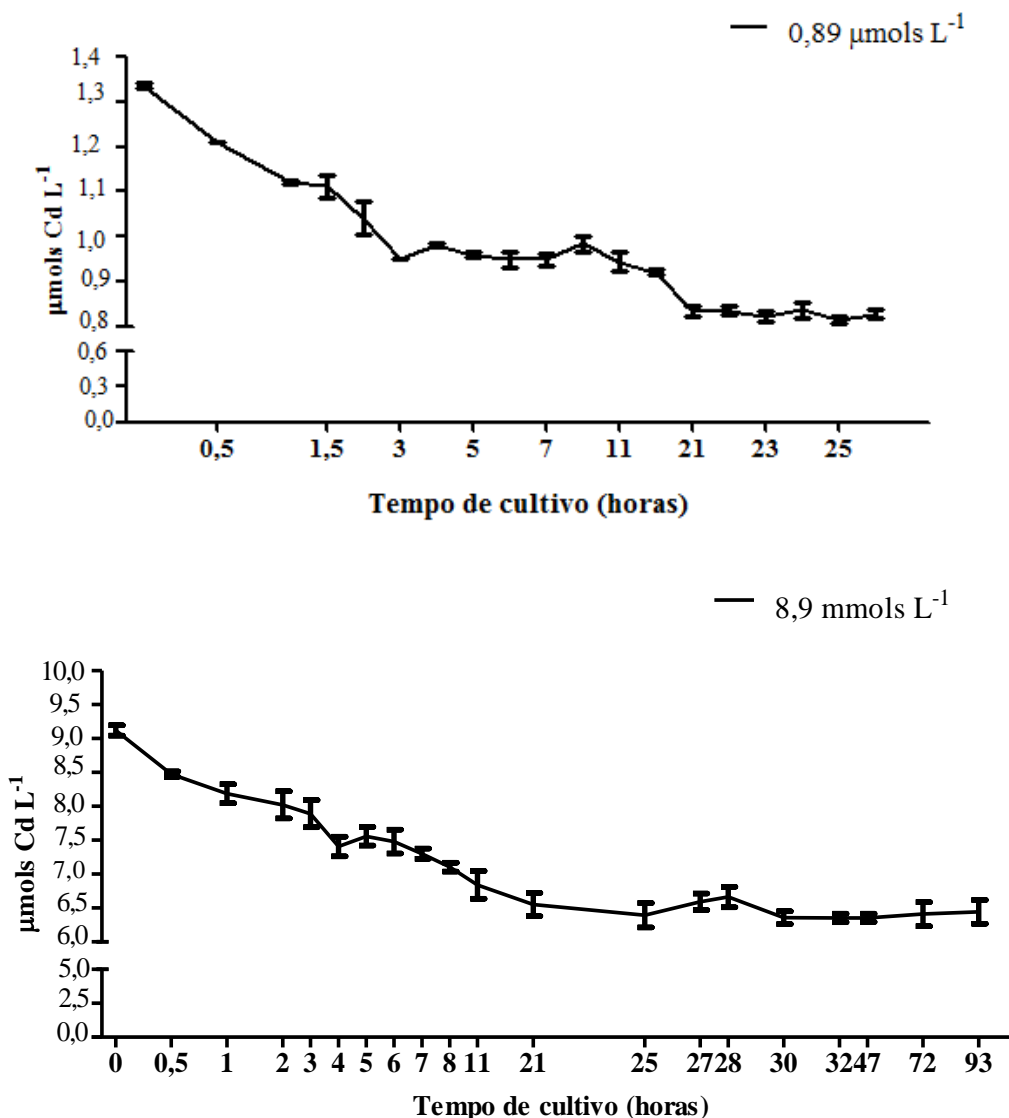 0,89 µmols L⁻¹
1,4
1,3
1,2
1,1
1,0
0,9
0,8
0,6
0,3
0,0
µmols Cd L⁻¹
0,5 1,5 3 5 7 11 21 23 25
Tempo de cultivo (horas)
8,9 mmols L⁻¹
10,0
9,5
9,0
8,5
8,0
7,5
7,0
6,5
6,0
5,0
2,5
0,0
µmols Cd L⁻¹
0 0,5 1 2 3 4 5 6 7 8 11 21 25 2728 30 3247 72 93
Tempo de cultivo (horas)